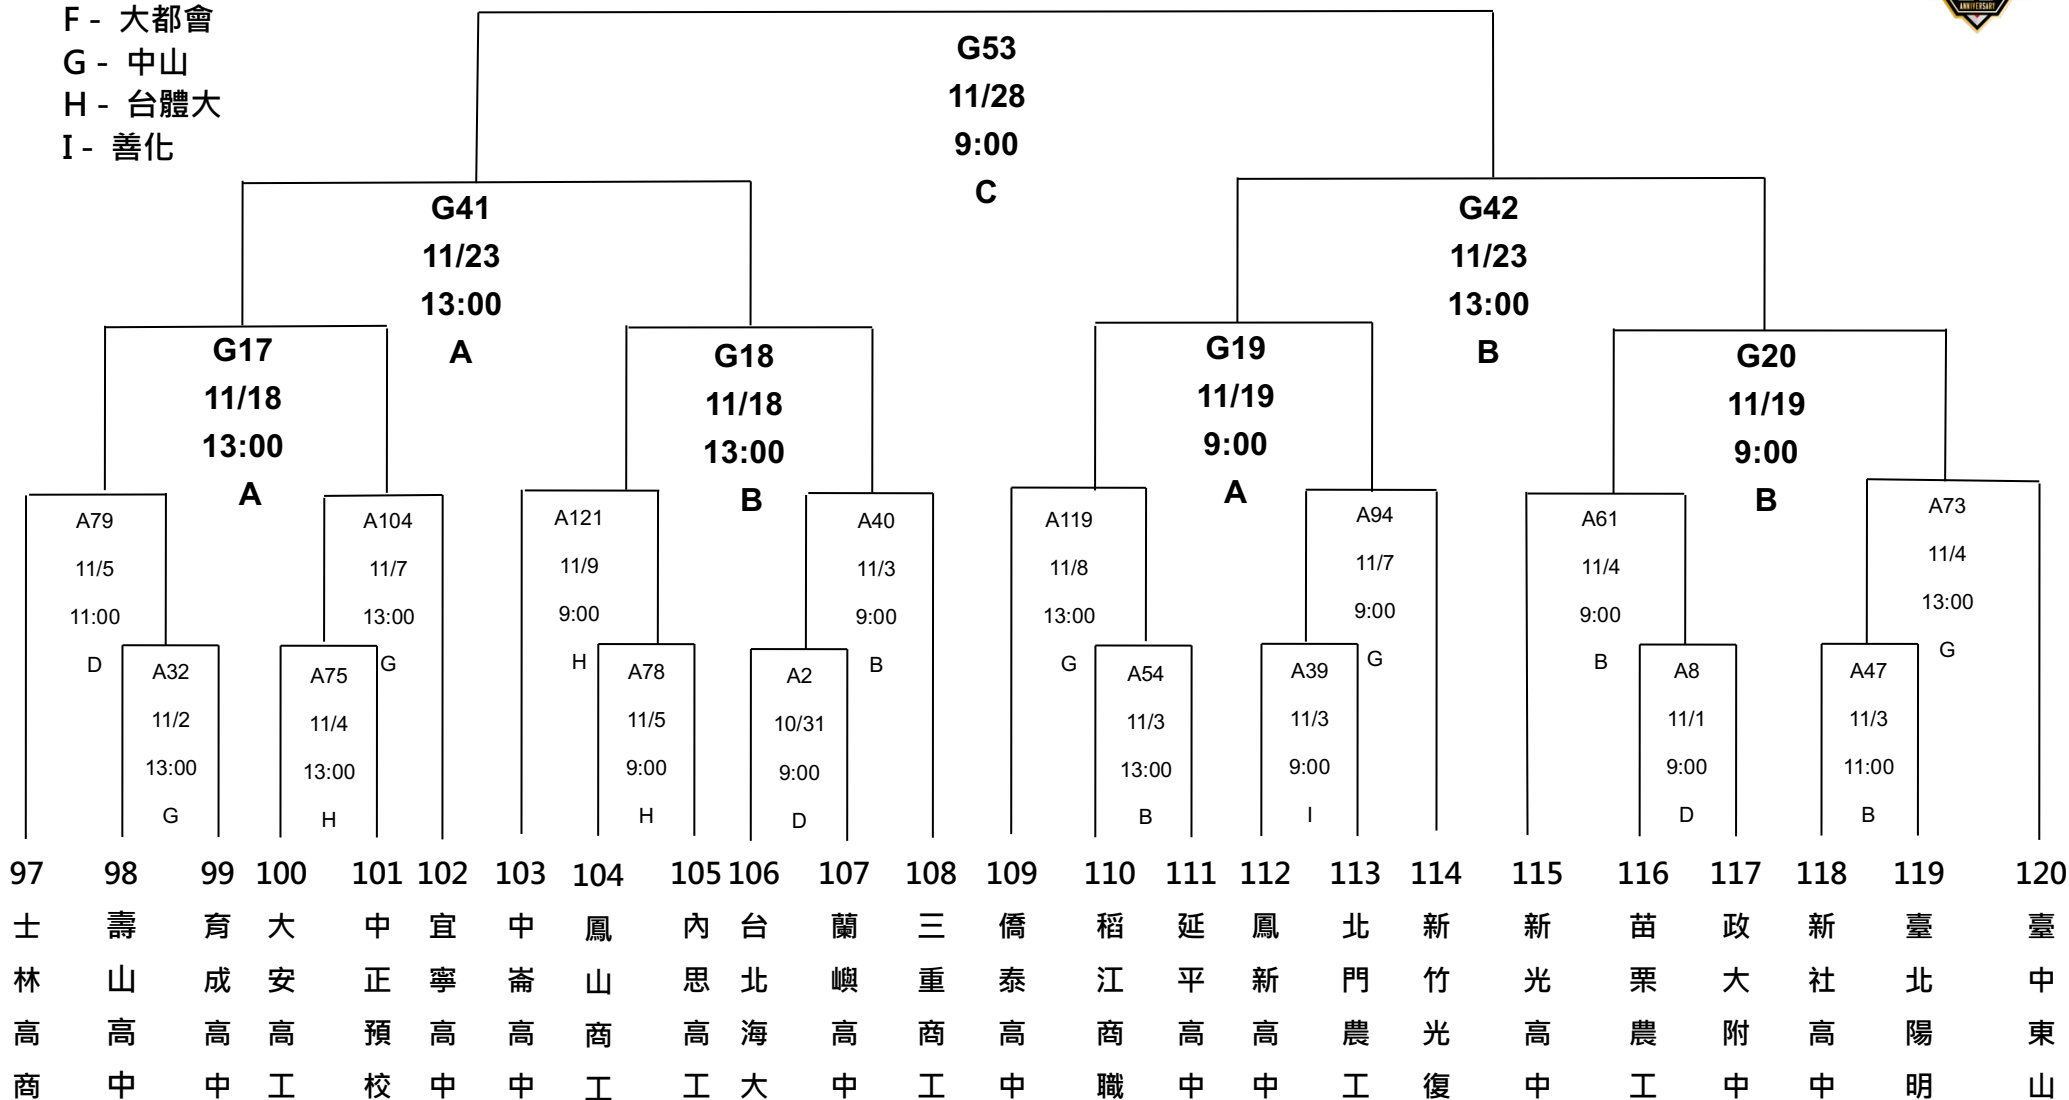 F - 大都會
G - 中山
H - 台體大
I - 善化
ANNIVERSARY
G53
11/28
9:00
C
G41
11/23
13:00
A
G42
11/23
13:00
B
G17
11/18
13:00
A
G18
11/18
13:00
B
G19
11/19
9:00
A
G20
11/19
9:00
B
A79
11/5
11:00
D
A104
11/7
13:00
G
A121
11/9
9:00
H
A40
11/3
9:00
B
A119
11/8
13:00
G
A94
11/7
9:00
G
A61
11/4
9:00
B
A73
11/4
13:00
G
A32
11/2
13:00
G
A75
11/4
13:00
H
A78
11/5
9:00
H
A2
10/31
9:00
D
A54
11/3
13:00
B
A39
11/3
9:00
I
A8
11/1
9:00
D
A47
11/3
11:00
B
97 98 99 100 101 102 103 104 105 106 107 108 109 110 111 112 113 114 115 116 117 118 119 120
士林高商
壽山高中
育成高中
大安高工
中正預校
宜寧高中
中崙高中
鳳山商工
內思高工
台北海大
蘭嶼高中
三重商工
僑泰高中
稻江商職
延平高中
鳳新高中
北門農工
新竹光復
新光高中
苗栗農工
政大附中
新社高中
臺北陽明
臺中東山